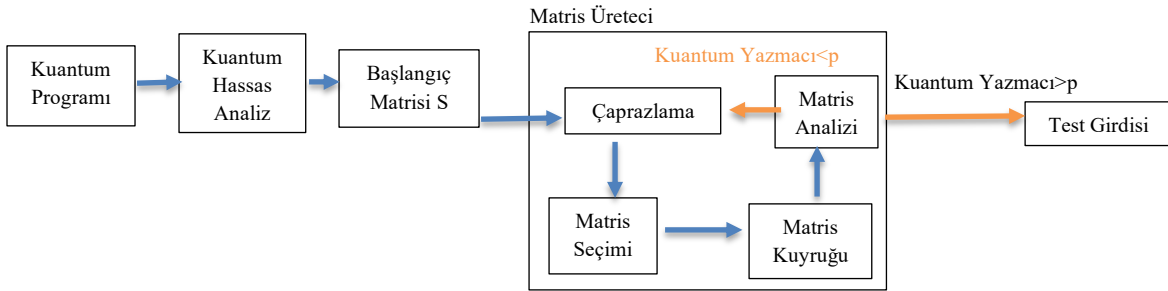 Matris Üreteci
Kuantum
Programı
Kuantum
Hassas
Analiz
Başlangıç
Matrisi S
Kuantum Yazmacı<p
Çaprazlama
Matris
Analizi
Matris
Seçimi
Matris
Kuyruğu
Kuantum Yazmacı>p
Test Girdisi